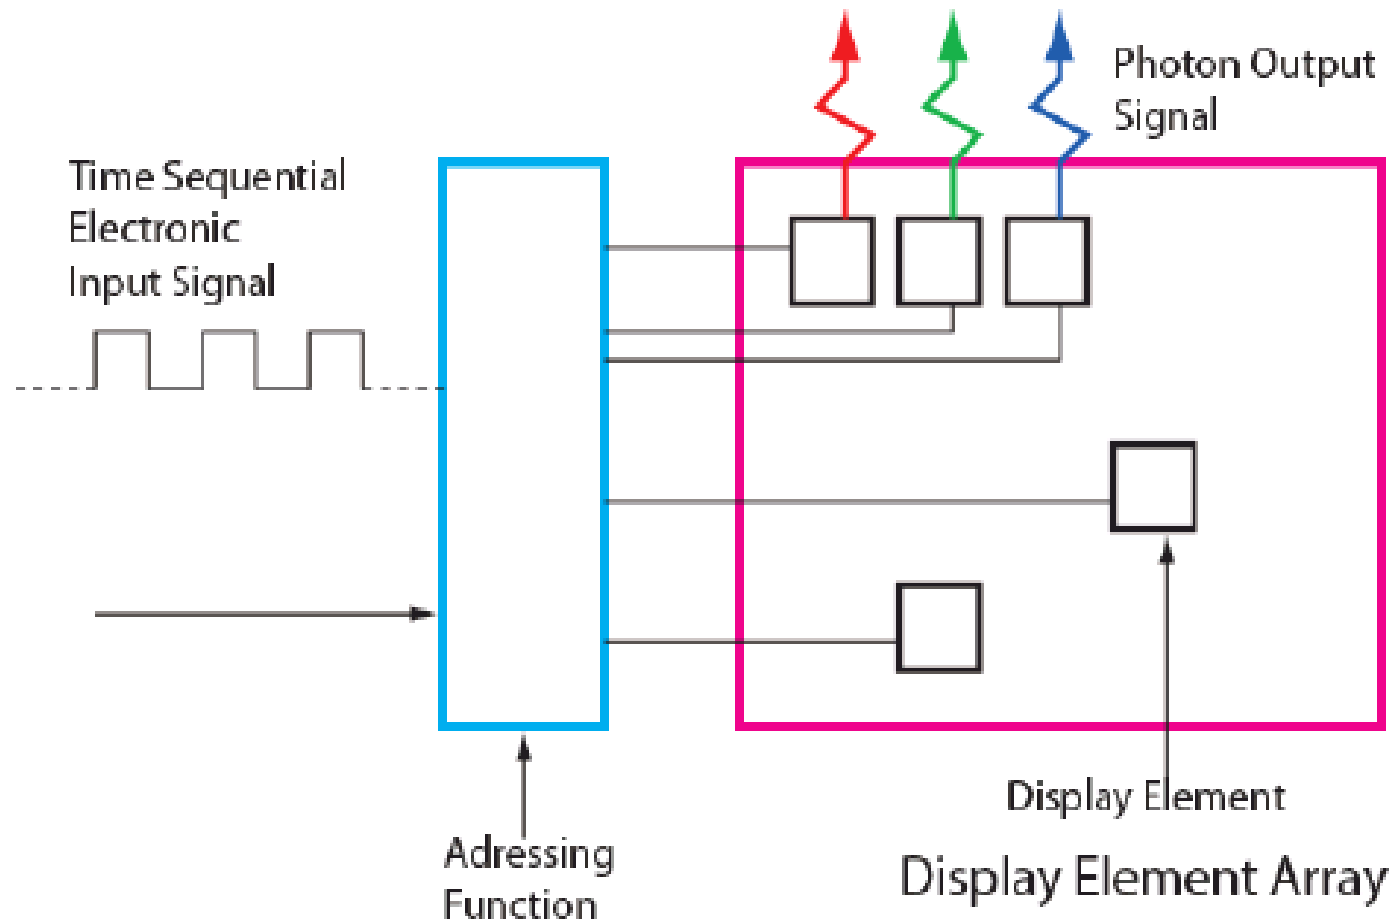 Photon Output
Signal
Time Sequential
Electronic
Input Signal
Display Element
Adressing
Function
Display Element Array